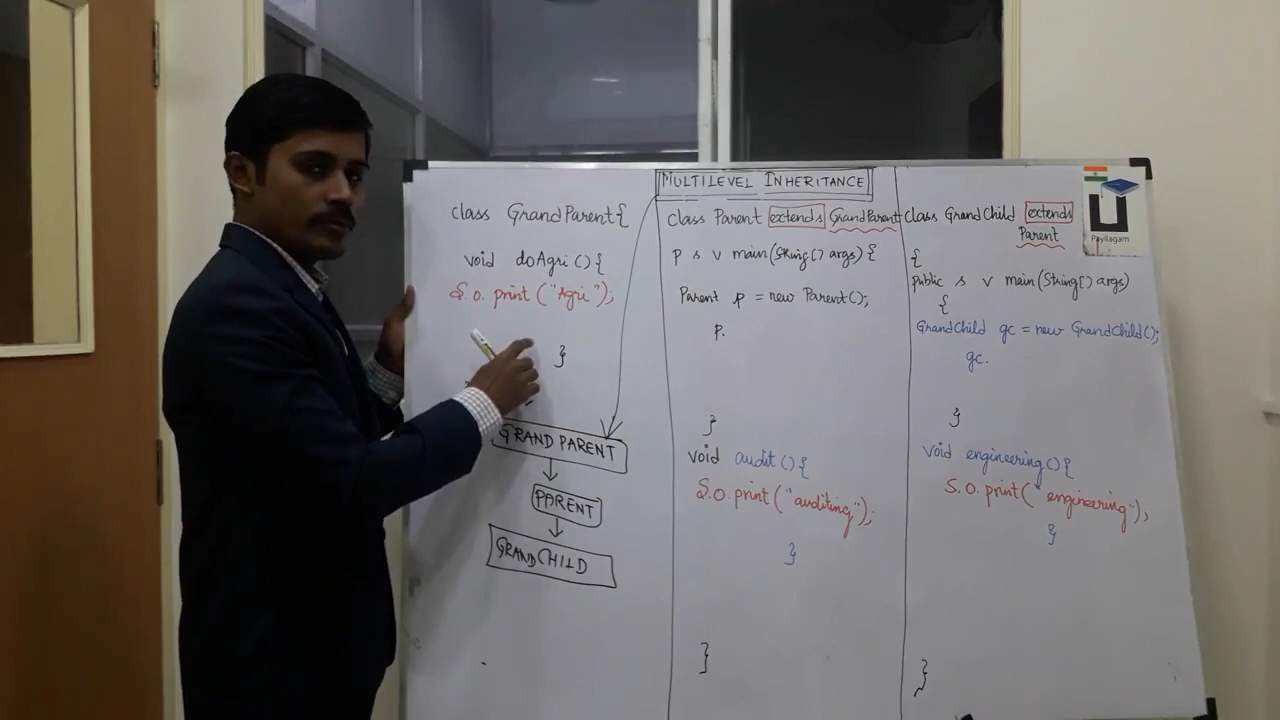 MULTILEVEL INHERITANCE
class GrandParent{
void doAgri(){
S.O. print ("Agri");
}
GRAND PARENT
PARENT
GRANDCHILD
class Parent extends GrandParent
p s v main(String[] args){
Parent p = new Parent();
p.
}
void audit(){
S.O. print("auditing");
}
}
class GrandChild extends
Parent
{
public s v main(String[] args)
{
GrandChild gc = new GrandChild();
gc.
}
void engineering(){
S.O. print("engineering");
}
}
Payilagam